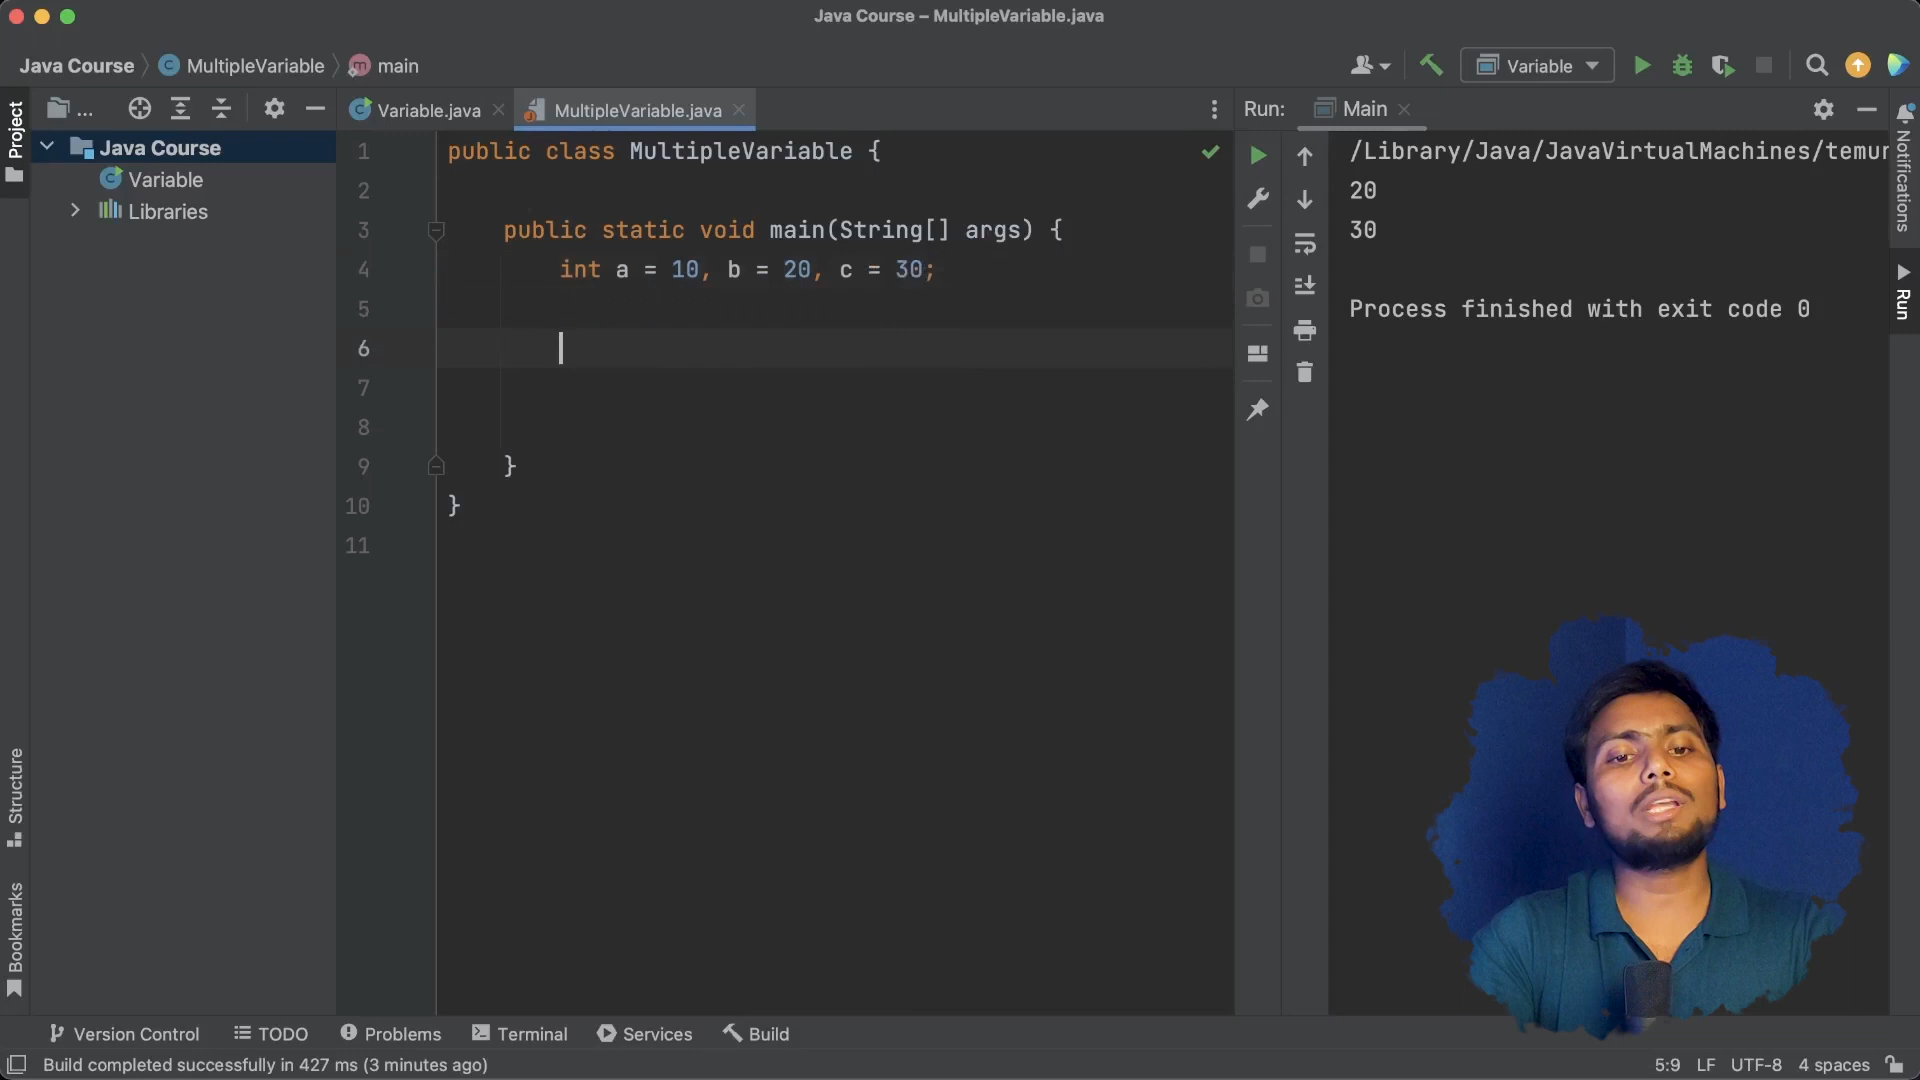 Java Course – MultipleVariable.java
Java Course MultipleVariable main
Variable
Project
...
Variable.java
MultipleVariable.java
Run: Main
Java Course
Variable
Libraries
1 public class MultipleVariable {
2
3 public static void main(String[] args) {
4 int a = 10, b = 20, c = 30;
5
6
7
8
9 }
10 }
11
/Library/Java/JavaVirtualMachines/temur
20
30
Process finished with exit code 0
Notifications
Run
Structure
Bookmarks
Version Control TODO Problems Terminal Services Build
Build completed successfully in 427 ms (3 minutes ago)
5:9 LF UTF-8 4 spaces